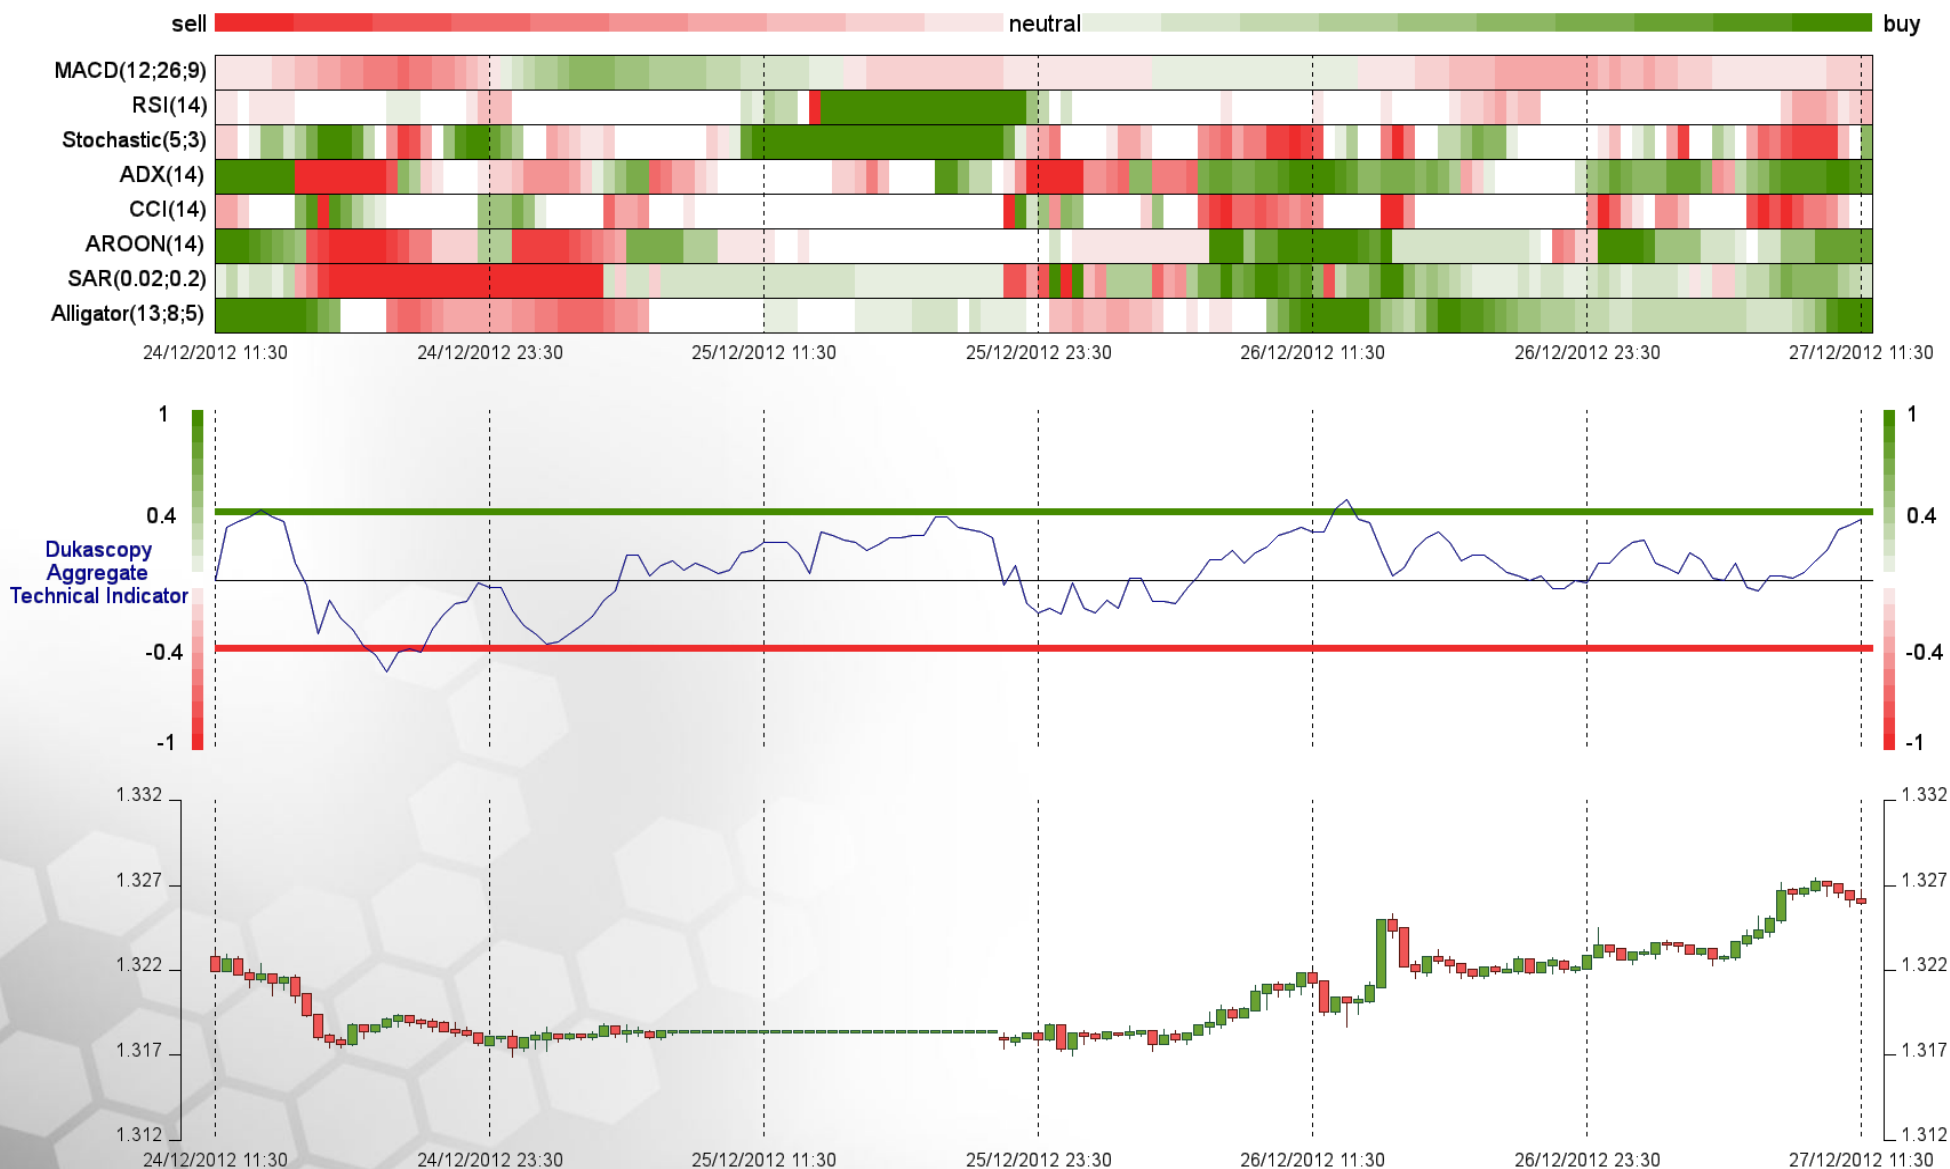 sell neutral buy
MACD(12;26;9)
RSI(14)
Stochastic(5;3)
ADX(14)
CCI(14)
AROON(14)
SAR(0.02;0.2)
Alligator(13;8;5)
24/12/2012 11:30 24/12/2012 23:30 25/12/2012 11:30 25/12/2012 23:30 26/12/2012 11:30 26/12/2012 23:30 27/12/2012 11:30
1 1
0.4 0.4
Dukascopy
Aggregate
Technical Indicator
-0.4 -0.4
-1 -1
1.332 1.332
1.327 1.327
1.322 1.322
1.317 1.317
1.312 1.312
24/12/2012 11:30 24/12/2012 23:30 25/12/2012 11:30 25/12/2012 23:30 26/12/2012 11:30 26/12/2012 23:30 27/12/2012 11:30